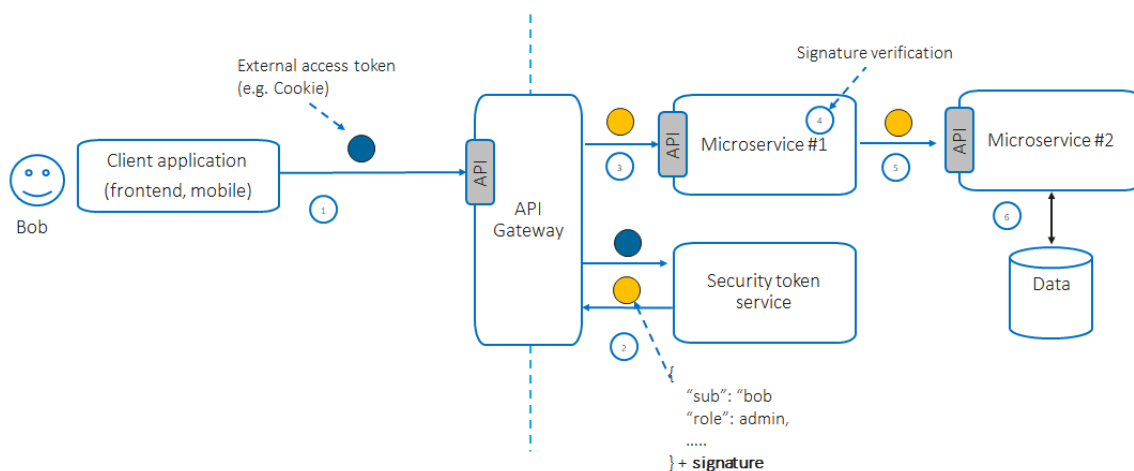 External access token
(e.g. Cookie)
Signature verification
Bob
Client application
(frontend, mobile)
1
API
API
Gateway
3
API
Microservice #1
4
5
API
Microservice #2
6
Data
Security token
service
2
{
"sub": "bob
"role": admin,
.....
} + signature